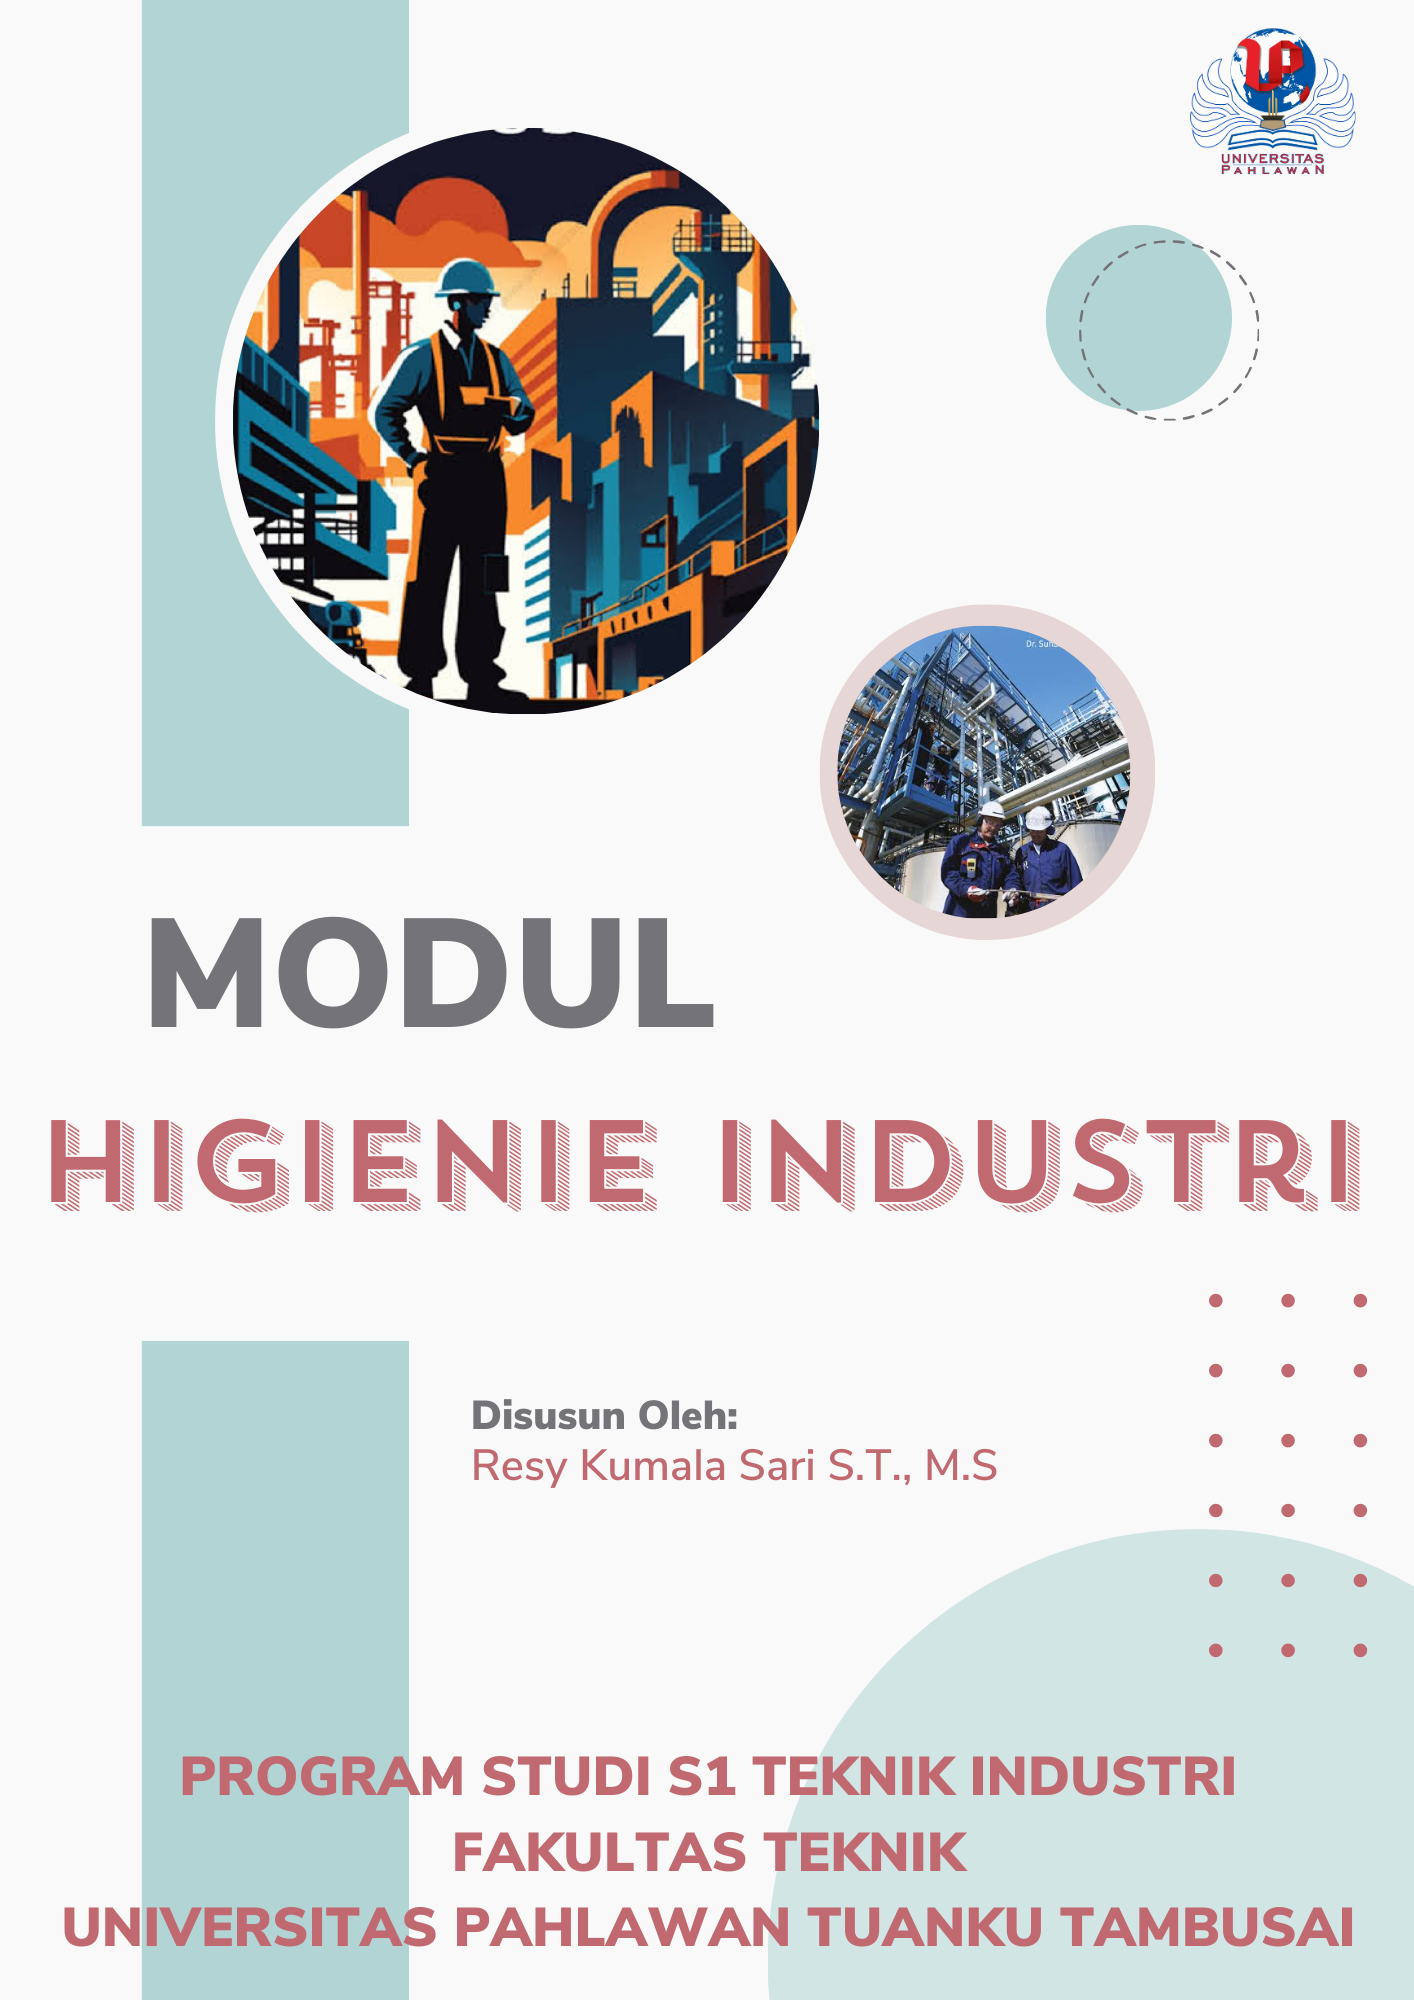 UNIVERSITAS
PAHLAWAN
MODUL
HIGIENIE INDUSTRI
Disusun Oleh:
Resy Kumala Sari S.T., M.S
PROGRAM STUDI S1 TEKNIK INDUSTRI
FAKULTAS TEKNIK
UNIVERSITAS PAHLAWAN TUANKU TAMBUSAI